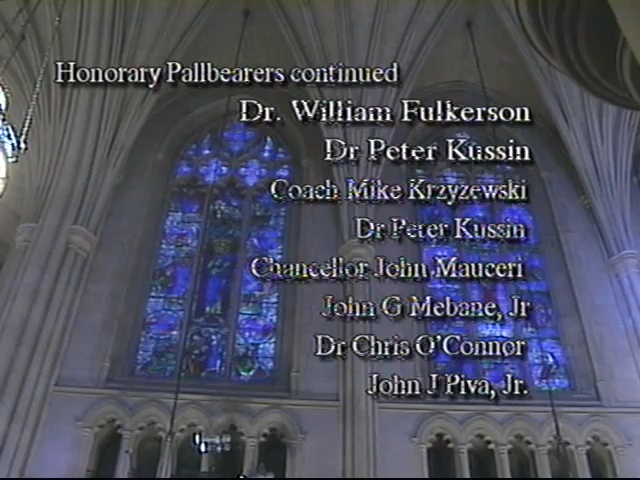 Honorary Pallbearers continued
Dr. William Fulkerson
Dr Peter Kussin
Coach Mike Krzyzewski
Dr Peter Kussin
Chancellor John Mauceri
John G Mebane, Jr
Dr Chris O'Connor
John J Piva, Jr.